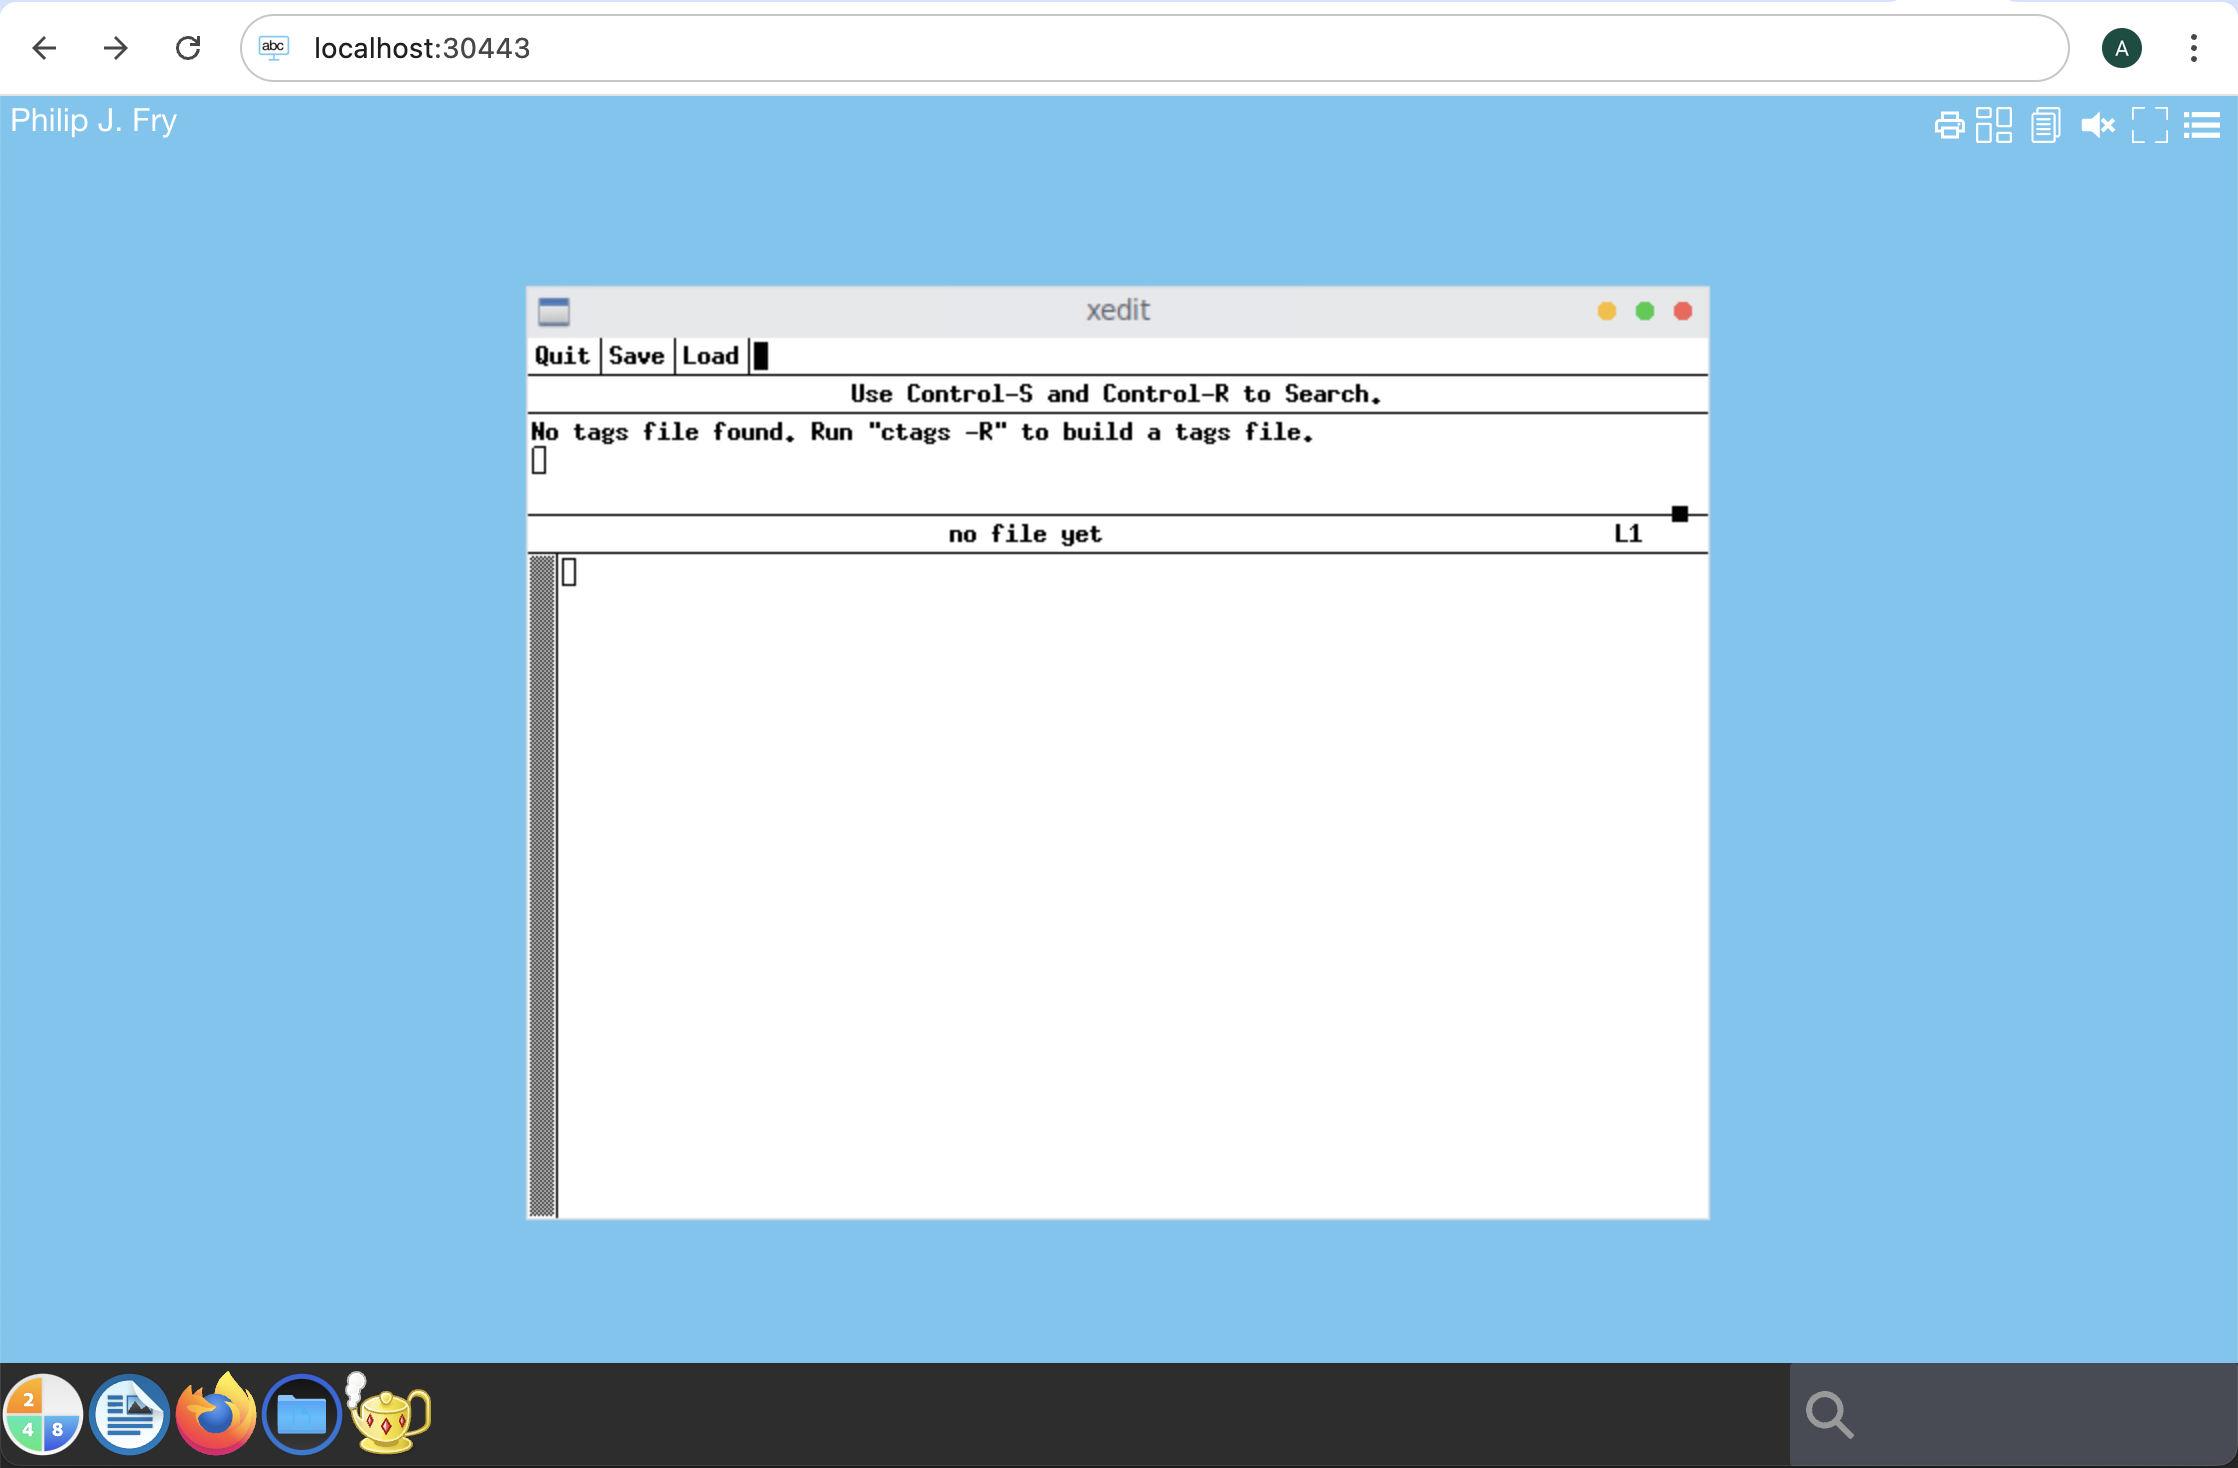 abc localhost:30443 A
Philip J. Fry
xedit
Quit Save Load
Use Control-S and Control-R to Search.
No tags file found. Run "ctags -R" to build a tags file.
no file yet L1
2
4 8